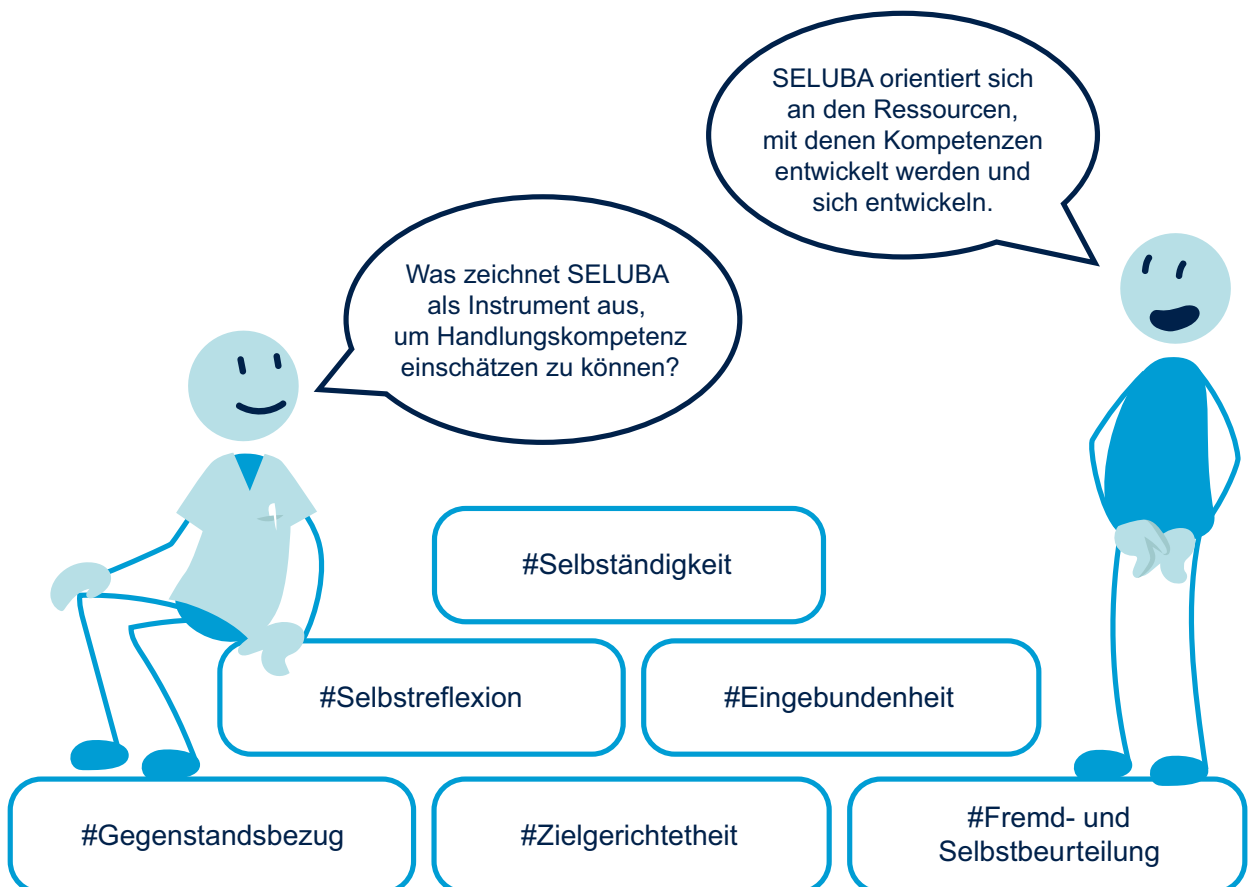 SELUBA orientiert sich
an den Ressourcen,
mit denen Kompetenzen
entwickelt werden und
sich entwickeln.
Was zeichnet SELUBA
als Instrument aus,
um Handlungskompetenz
einschätzen zu können?
#Selbständigkeit
#Selbstreflexion
#Eingebundenheit
#Gegenstandsbezug
#Zielgerichtetheit
#Fremd- und
Selbstbeurteilung